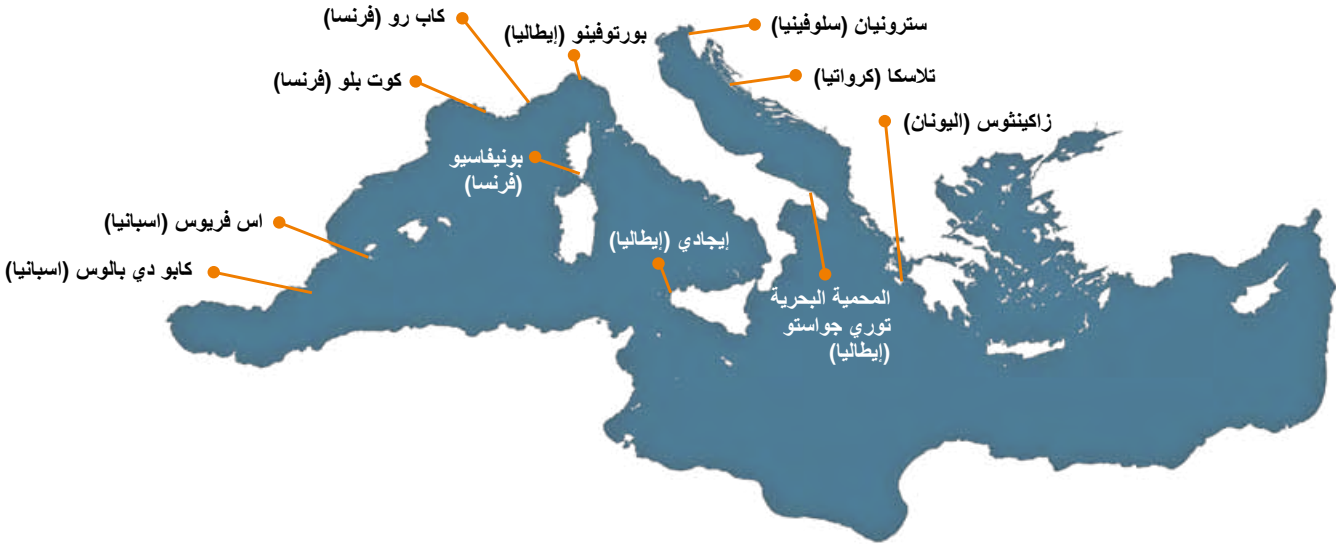 كاب رو (فرنسا)
بورتوفينو (إيطاليا)
سترونيان (سلوفينيا)
كوت بلو (فرنسا)
تلاسكا (كرواتيا)
زاكينثوس (اليونان)
بونيفاسيو
(فرنسا)
اس فريوس (اسبانيا)
إيجادي (إيطاليا)
كابو دي بالوس (اسبانيا)
المحمية البحرية
توري جواستو
(إيطاليا)